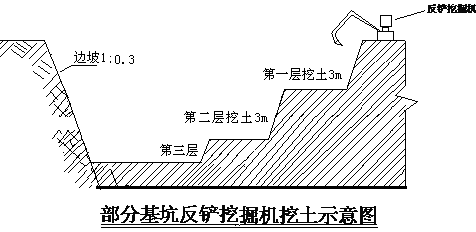 反铲挖掘机
边坡1:0.3
第一层挖土3m
第二层挖土3m
第三层
部分基坑反铲挖掘机挖土示意图